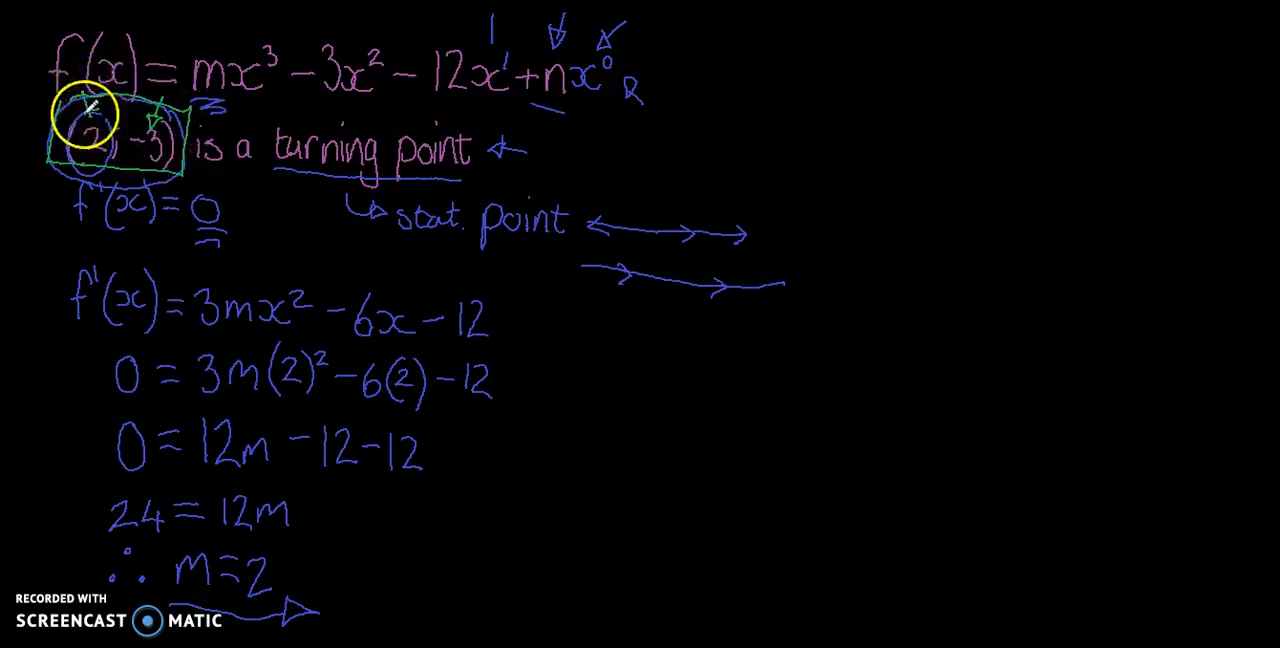 f(x) = mx³ - 3x² - 12x¹ + nx⁰
(2; -3) is a turning point
f'(x) = 0
stat. point
f'(x) = 3mx² - 6x - 12
0 = 3m(2)² - 6(2) - 12
0 = 12m - 12 - 12
24 = 12m
∴ m = 2
RECORDED WITH
SCREENCAST MATIC